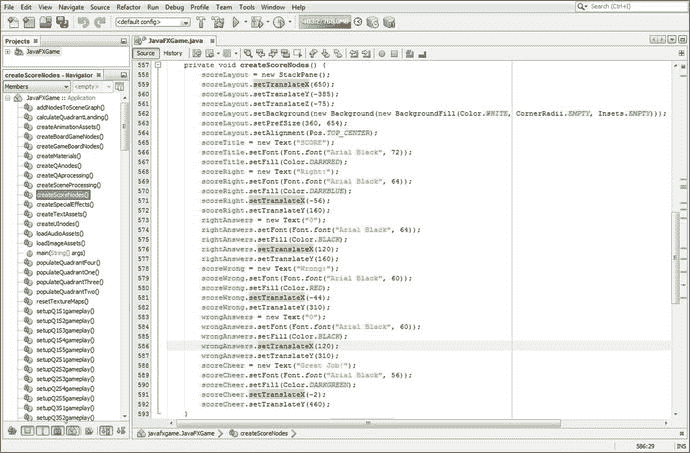 File Edit View Navigate Source Refactor Run Debug Profile Team Tools Window Help
Search (Ctrl+I)
<default config>
Projects
JavaFXGame
createScoreNodes() - Navigator
Members
<empty>
JavaFXGame :: Application
addNodesToSceneGraph()
calculateQuadrantLanding()
createAnimationAssets()
createBoardGameNodes()
createGameBoardNodes()
createMaterials()
createQAnodes()
createQAprocessing()
createSceneProcessing()
createScoreNodes()
createSpecialEffects()
createTextAssets()
createUInodes()
loadAudioAssets()
loadImageAssets()
main(String[] args)
populateQuadrantFour()
populateQuadrantOne()
populateQuadrantThree()
populateQuadrantTwo()
resetTextureMaps()
setupQ1S1gameplay()
setupQ1S2gameplay()
setupQ1S3gameplay()
setupQ1S4gameplay()
setupQ1S5gameplay()
setupQ2S1gameplay()
setupQ2S2gameplay()
setupQ2S3gameplay()
setupQ2S4gameplay()
setupQ2S5gameplay()
setupQ3S1gameplay()
setupQ3S2gameplay()
JavaFXGame.java
Source History
557 private void createScoreNodes() {
558 scoreLayout = new StackPane();
559 scoreLayout.setTranslateX(650);
560 scoreLayout.setTranslateY(-385);
561 scoreLayout.setTranslateZ(-75);
562 scoreLayout.setBackground(new Background(new BackgroundFill(Color.WHITE, CornerRadii.EMPTY, Insets.EMPTY)));
563 scoreLayout.setPrefSize(360, 654);
564 scoreLayout.setAlignment(Pos.TOP_CENTER);
565 scoreTitle = new Text("SCORE");
566 scoreTitle.setFont(Font.font("Arial Black", 72));
567 scoreTitle.setFill(Color.DARKRED);
568 scoreRight = new Text("Right:");
569 scoreRight.setFont(Font.font("Arial Black", 64));
570 scoreRight.setFill(Color.DARKBLUE);
571 scoreRight.setTranslateX(-56);
572 scoreRight.setTranslateY(160);
573 rightAnswers = new Text("0");
574 rightAnswers.setFont(Font.font("Arial Black", 64));
575 rightAnswers.setFill(Color.BLACK);
576 rightAnswers.setTranslateX(120);
577 rightAnswers.setTranslateY(160);
578 scoreWrong = new Text("Wrong:");
579 scoreWrong.setFont(Font.font("Arial Black", 60));
580 scoreWrong.setFill(Color.RED);
581 scoreWrong.setTranslateX(-44);
582 scoreWrong.setTranslateY(310);
583 wrongAnswers = new Text("0");
584 wrongAnswers.setFont(Font.font("Arial Black", 60));
585 wrongAnswers.setFill(Color.BLACK);
586 wrongAnswers.setTranslateX(120);
587 wrongAnswers.setTranslateY(310);
588 scoreCheer = new Text("Great Job!");
589 scoreCheer.setFont(Font.font("Arial Black", 56));
590 scoreCheer.setFill(Color.DARKGREEN);
591 scoreCheer.setTranslateX(-2);
592 scoreCheer.setTranslateY(460);
593 }
javafxgame.JavaFXGame createScoreNodes
586:29 INS